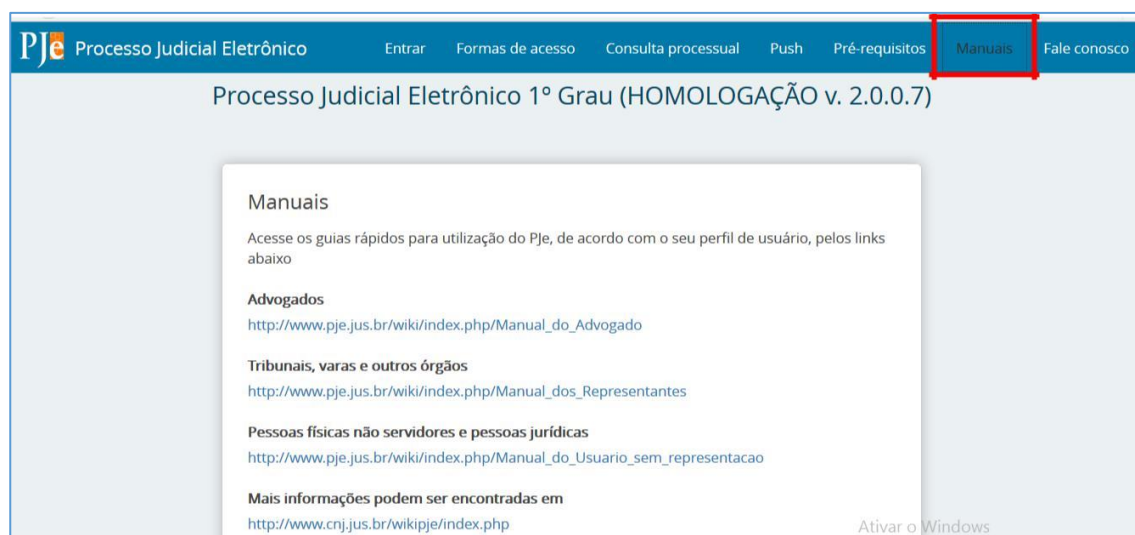 PJe Processo Judicial Eletrônico Entrar Formas de acesso Consulta processual Push Pré-requisitos Manuais Fale conosco
Processo Judicial Eletrônico 1º Grau (HOMOLOGAÇÃO v. 2.0.0.7)
Manuais
Acesse os guias rápidos para utilização do PJe, de acordo com o seu perfil de usuário, pelos links
abaixo
Advogados
http://www.pje.jus.br/wiki/index.php/Manual_do_Advogado
Tribunais, varas e outros órgãos
http://www.pje.jus.br/wiki/index.php/Manual_dos_Representantes
Pessoas físicas não servidores e pessoas jurídicas
http://www.pje.jus.br/wiki/index.php/Manual_do_Usuario_sem_representacao
Mais informações podem ser encontradas em
http://www.cnj.jus.br/wikipje/index.php
Ativar o Windows